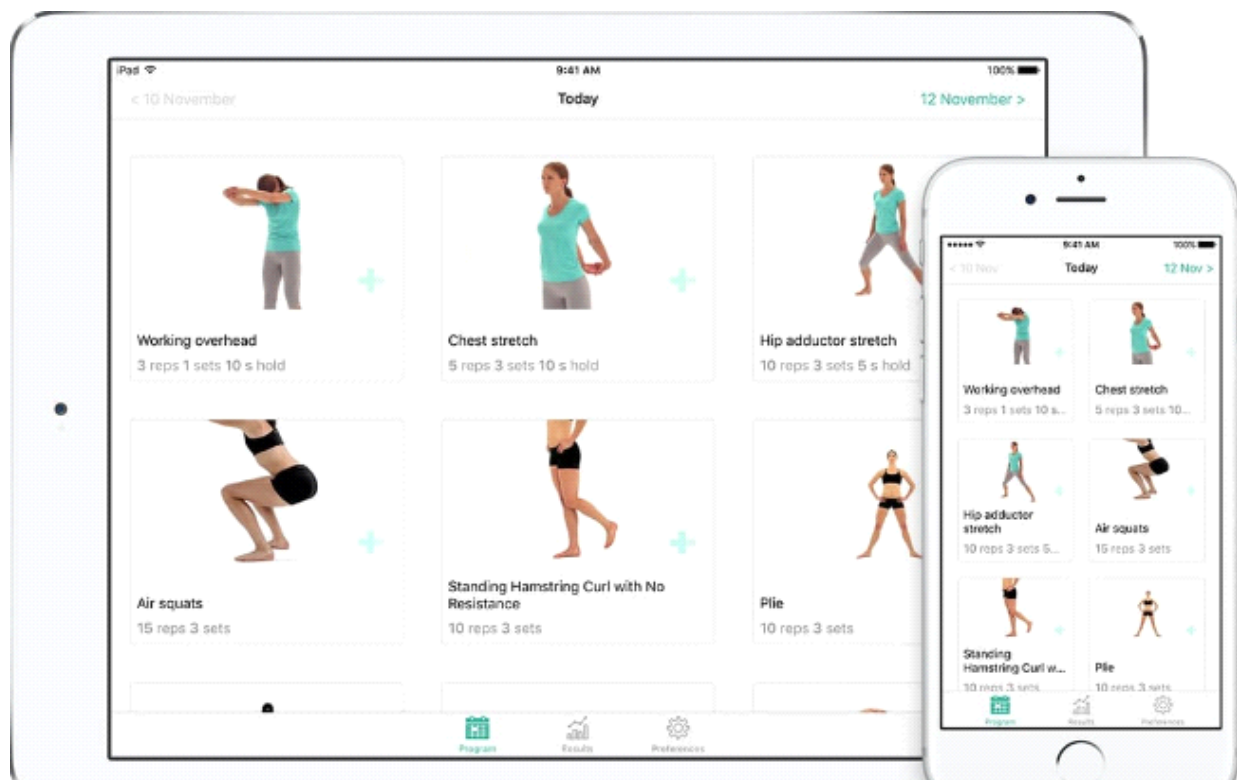 iPad 9:41 AM 100%
< 10 November Today 12 November >
Working overhead
3 reps 1 sets 10 s hold
Chest stretch
5 reps 3 sets 10 s hold
Hip adductor stretch
10 reps 3 sets 5 s hold
Air squats
15 reps 3 sets
Standing Hamstring Curl with No
Resistance
10 reps 3 sets
Plie
10 reps 3 sets
Program Results Preferences
9:41 AM 100%
< 10 Nov Today 12 Nov >
Working overhead
3 reps 1 sets 10 s...
Chest stretch
5 reps 3 sets 10...
Hip adductor
stretch
10 reps 3 sets 5...
Air squats
15 reps 3 sets
Standing
Hamstring Curl w...
10 reps 3 sets
Plie
10 reps 3 sets
Program Results Preferences